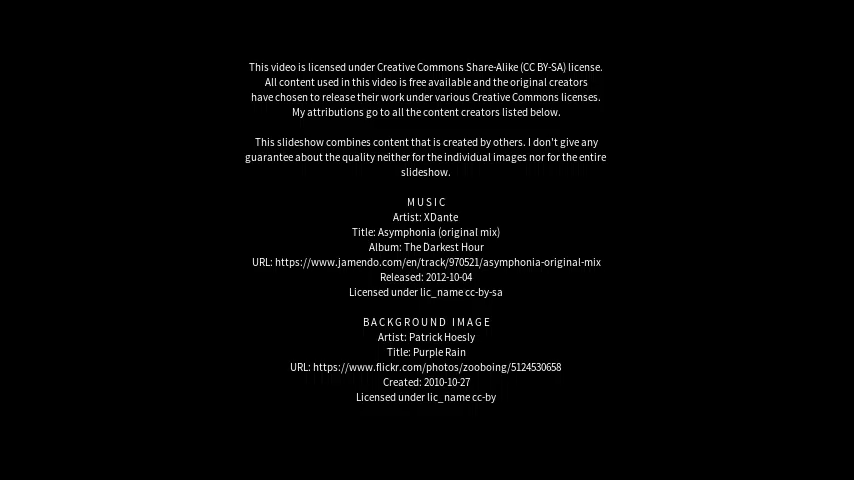 This video is licensed under Creative Commons Share-Alike (CC BY-SA) license.
All content used in this video is free available and the original creators
have chosen to release their work under various Creative Commons licenses.
My attributions go to all the content creators listed below.
This slideshow combines content that is created by others. I don't give any
guarantee about the quality neither for the individual images nor for the entire
slideshow.
MUSIC
Artist: XDante
Title: Asymphonia (original mix)
Album: The Darkest Hour
URL: https://www.jamendo.com/en/track/970521/asymphonia-original-mix
Released: 2012-10-04
Licensed under lic_name cc-by-sa
BACKGROUND IMAGE
Artist: Patrick Hoesly
Title: Purple Rain
URL: https://www.flickr.com/photos/zooboing/5124530658
Created: 2010-10-27
Licensed under lic_name cc-by